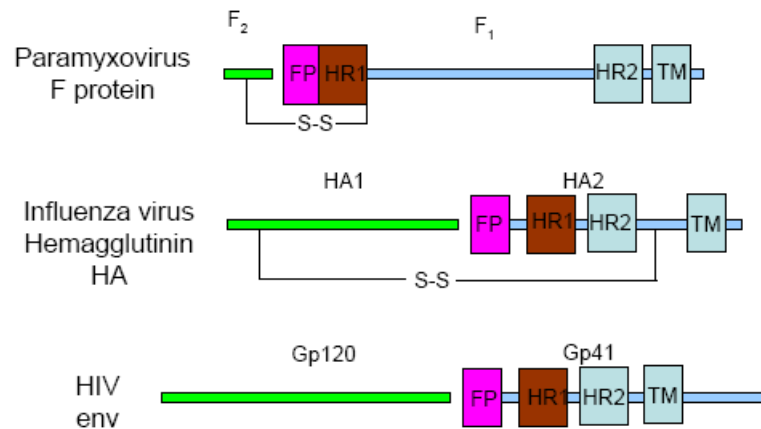 F2 F1
Paramyxovirus
F protein
FP HR1 HR2 TM
S-S
HA1 HA2
Influenza virus
Hemagglutinin
HA
FP HR1 HR2 TM
S-S
Gp120 Gp41
HIV
env
FP HR1 HR2 TM